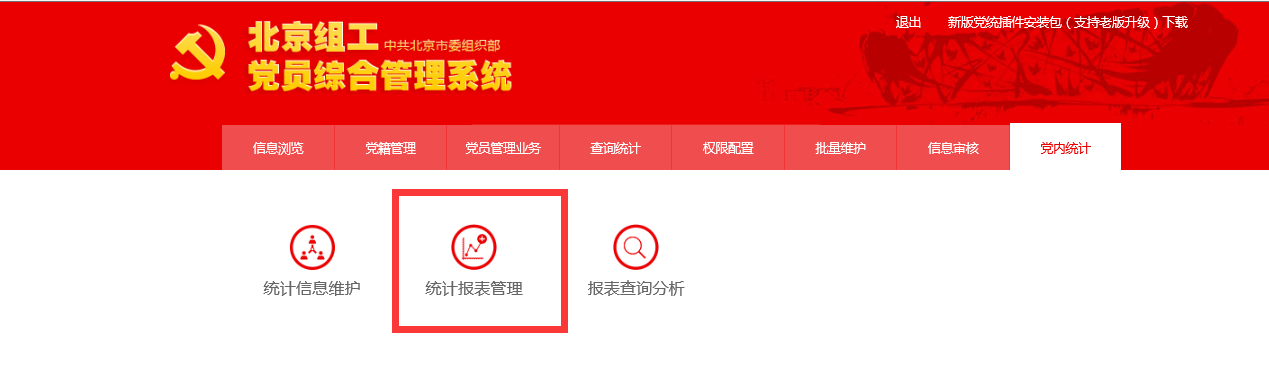 退出 新版党统插件安装包（支持老版升级）下载
北京组工 中共北京市委组织部
党员综合管理系统
信息浏览 党籍管理 党员管理业务 查询统计 权限配置 批量维护 信息审核 党内统计
统计信息维护 统计报表管理 报表查询分析